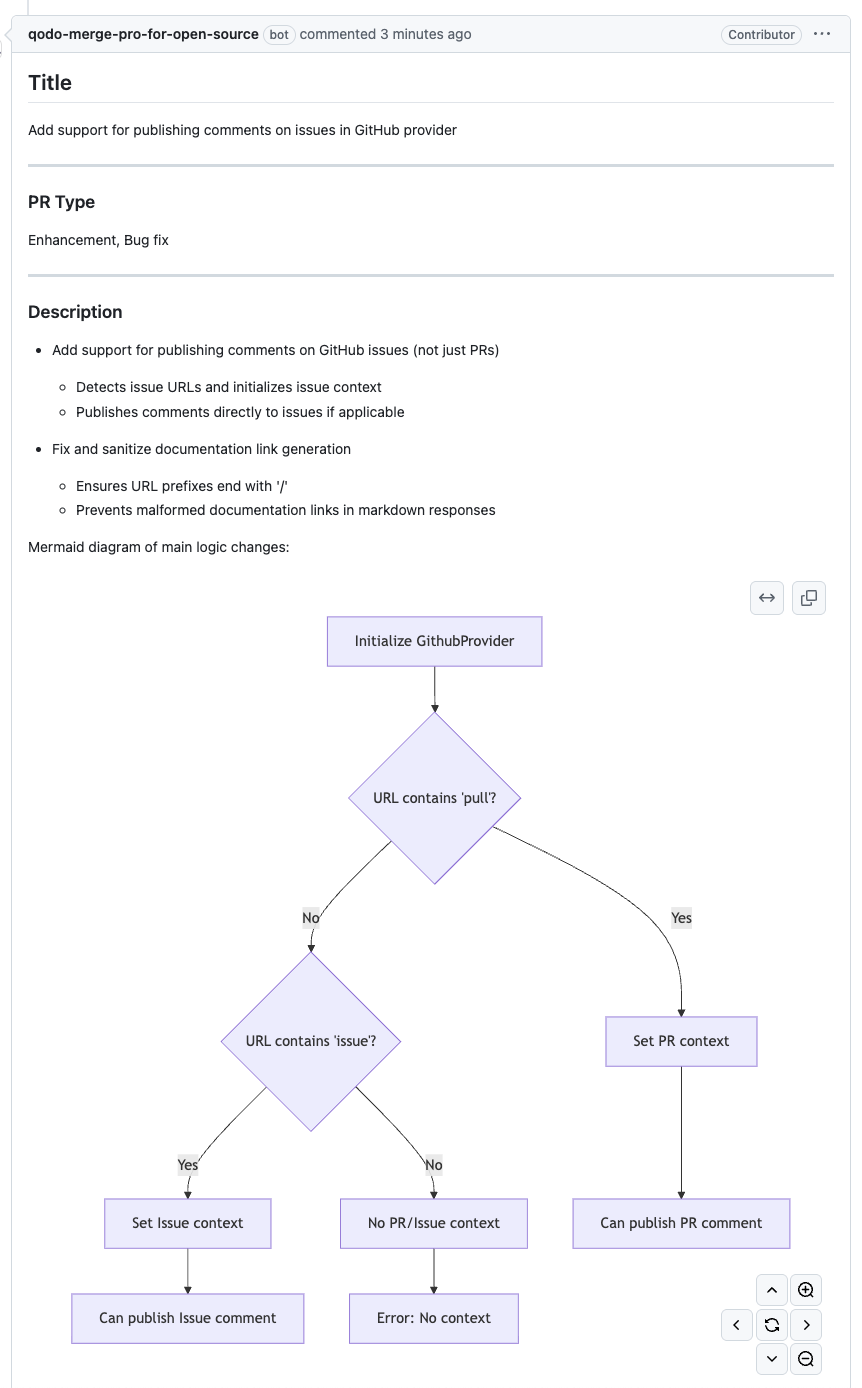 qodo-merge-pro-for-open-source bot commented 3 minutes ago Contributor ...
Title
Add support for publishing comments on issues in GitHub provider
PR Type
Enhancement, Bug fix
Description
• Add support for publishing comments on GitHub issues (not just PRs)
◦ Detects issue URLs and initializes issue context
◦ Publishes comments directly to issues if applicable
• Fix and sanitize documentation link generation
◦ Ensures URL prefixes end with '/'
◦ Prevents malformed documentation links in markdown responses
Mermaid diagram of main logic changes:
Initialize GithubProvider
URL contains 'pull'?
No
Yes
URL contains 'issue'?
Set PR context
Yes
No
Set Issue context
No PR/Issue context
Can publish PR comment
Can publish Issue comment
Error: No context